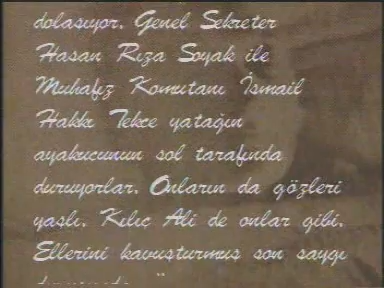 dolaşıyor. Genel Sekreter
Hasan Rıza Soyak ile
Muhafız Komutanı İsmail
Hakkı Tekçe yatağın
ayakucunun sol tarafında
duruyorlar. Onların da gözleri
yaşlı. Kılıç Ali de onlar gibi.
Ellerini kavuşturmuş son saygı